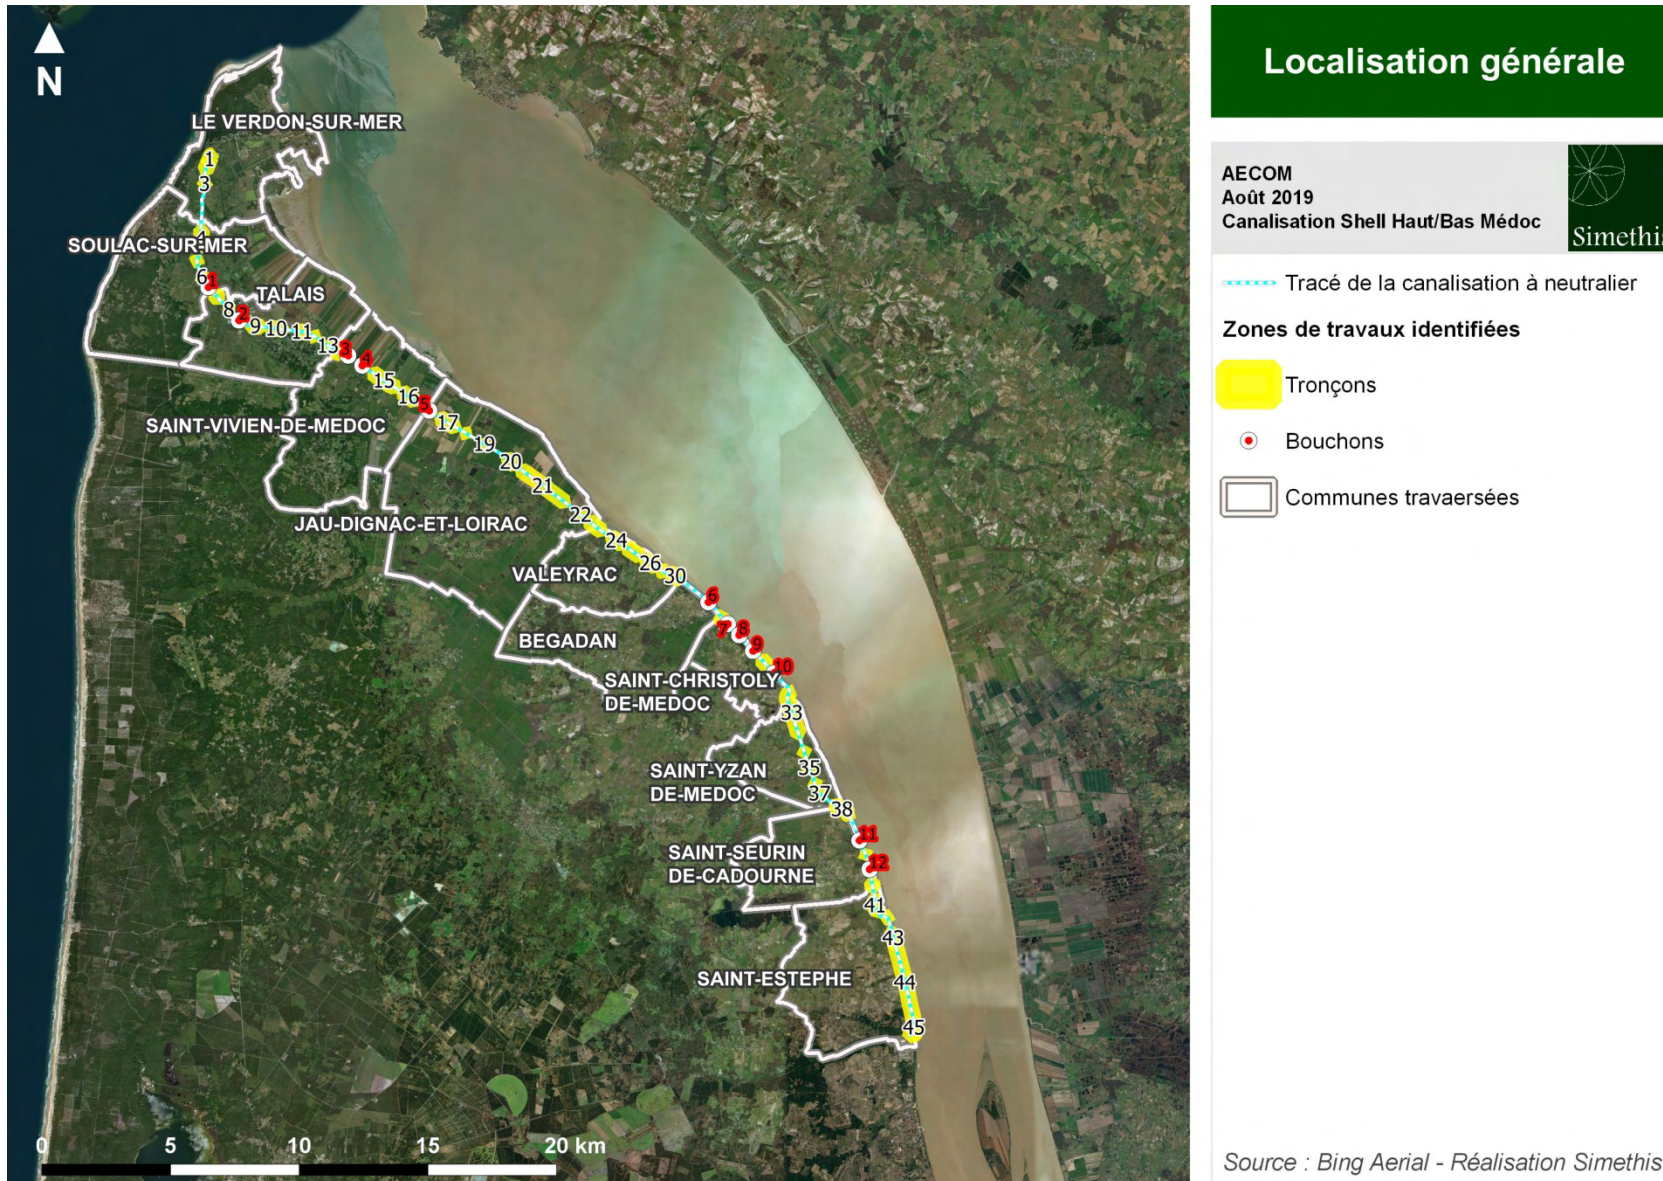 N
LE VERDON-SUR-MER
1
3
4
SOULAC-SUR-MER
6
1
TALAIS
8
2
9
10
11
13
3
4
15
16
5
SAINT-VIVIEN-DE-MEDOC
17
19
20
21
22
JAU-DIGNAC-ET-LOIRAC
24
26
30
VALEYRAC
6
7
8
BEGADAN
9
10
SAINT-CHRISTOLY
DE-MEDOC
33
SAINT-YZAN
DE-MEDOC
35
37
38
11
SAINT-SEURIN
DE-CADOURNE
12
41
43
SAINT-ESTEPHE
44
45
0 5 10 15 20 km
Localisation générale
AECOM
Août 2019
Canalisation Shell Haut/Bas Médoc
Simethis
Tracé de la canalisation à neutralier
Zones de travaux identifiées
Tronçons
Bouchons
Communes travaersées
Source : Bing Aerial - Réalisation Simethis